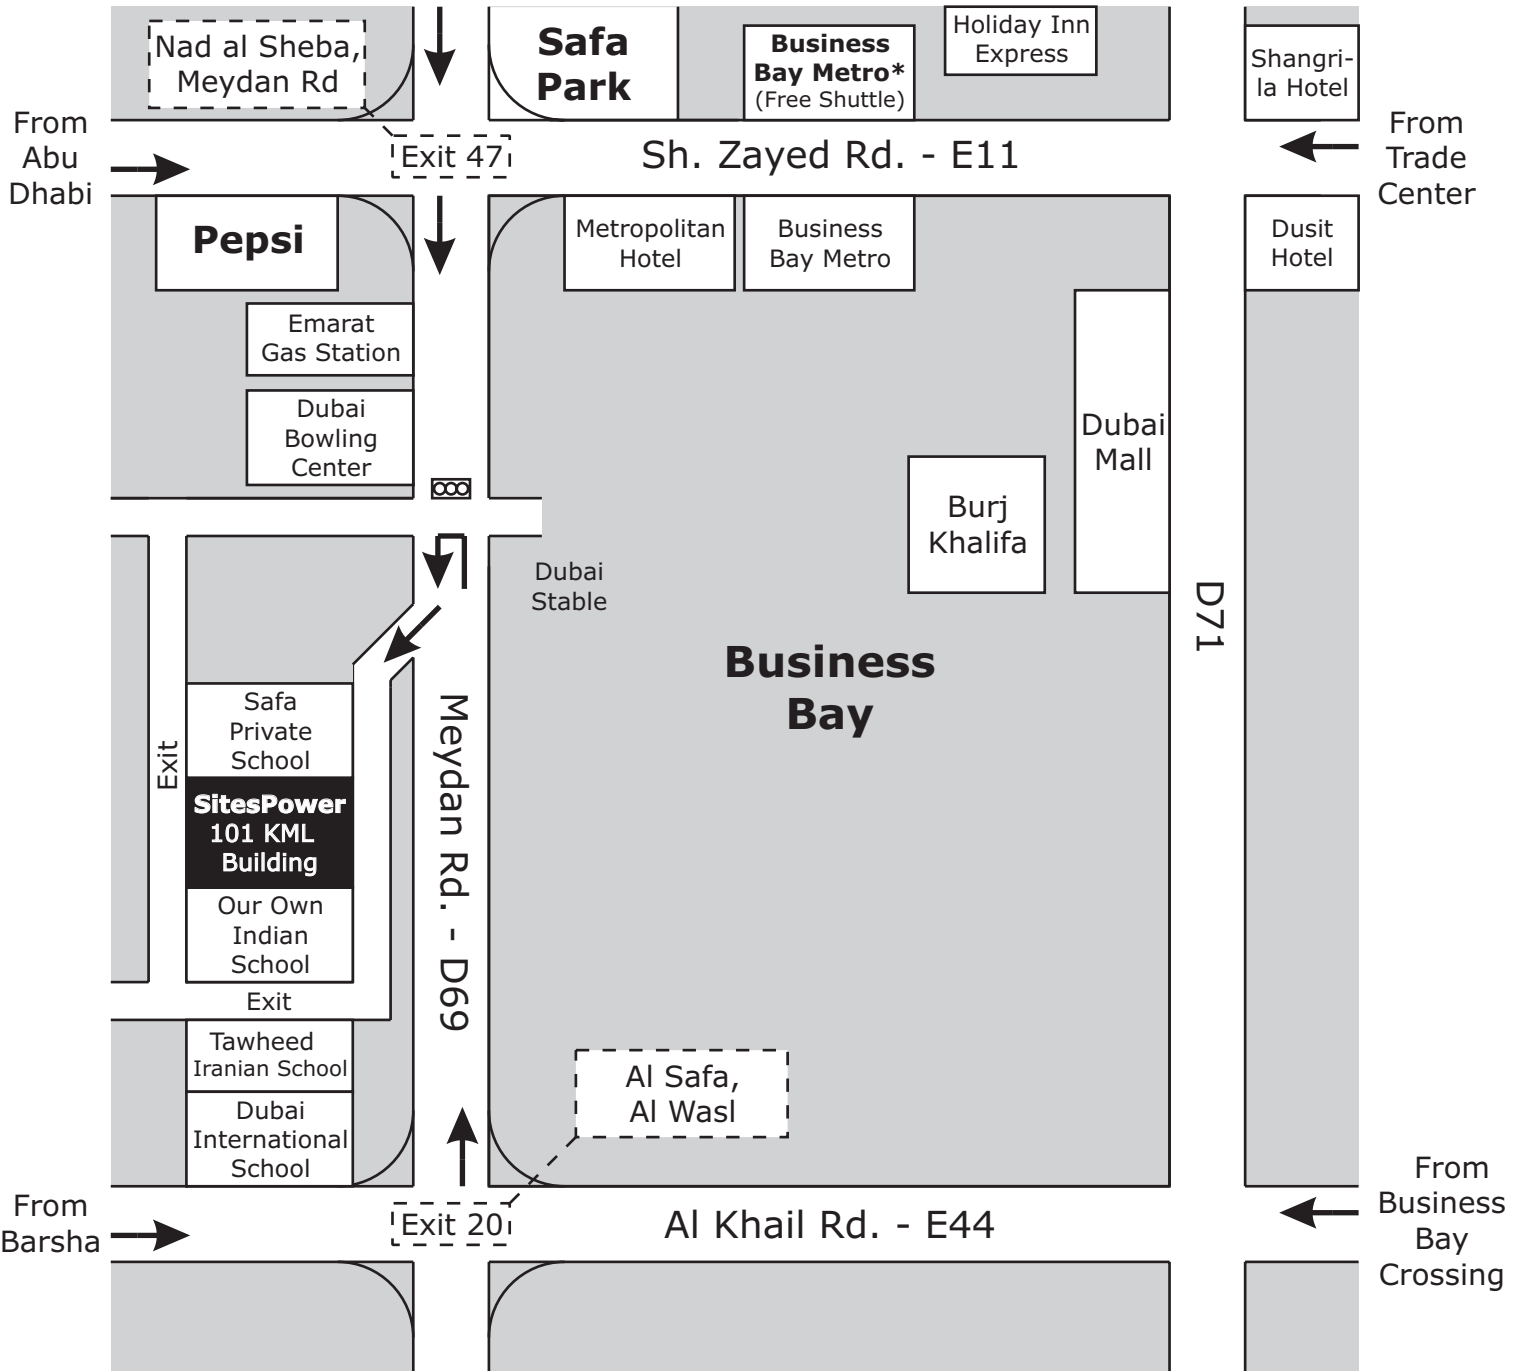 Nad al Sheba,
Meydan Rd
Safa
Park
Business
Bay Metro*
(Free Shuttle)
Holiday Inn
Express
Shangri-
la Hotel
From
Abu
Dhabi
Exit 47
Sh. Zayed Rd. - E11
From
Trade
Center
Pepsi
Metropolitan
Hotel
Business
Bay Metro
Dusit
Hotel
Emarat
Gas Station
Dubai
Bowling
Center
Dubai
Mall
Burj
Khalifa
Dubai
Stable
D71
Business
Bay
Safa
Private
School
Exit
SitesPower
101 KML
Building
Meydan Rd. - D69
Our Own
Indian
School
Exit
Tawheed
Iranian School
Dubai
International
School
Al Safa,
Al Wasl
From
Barsha
Exit 20
Al Khail Rd. - E44
From
Business
Bay
Crossing